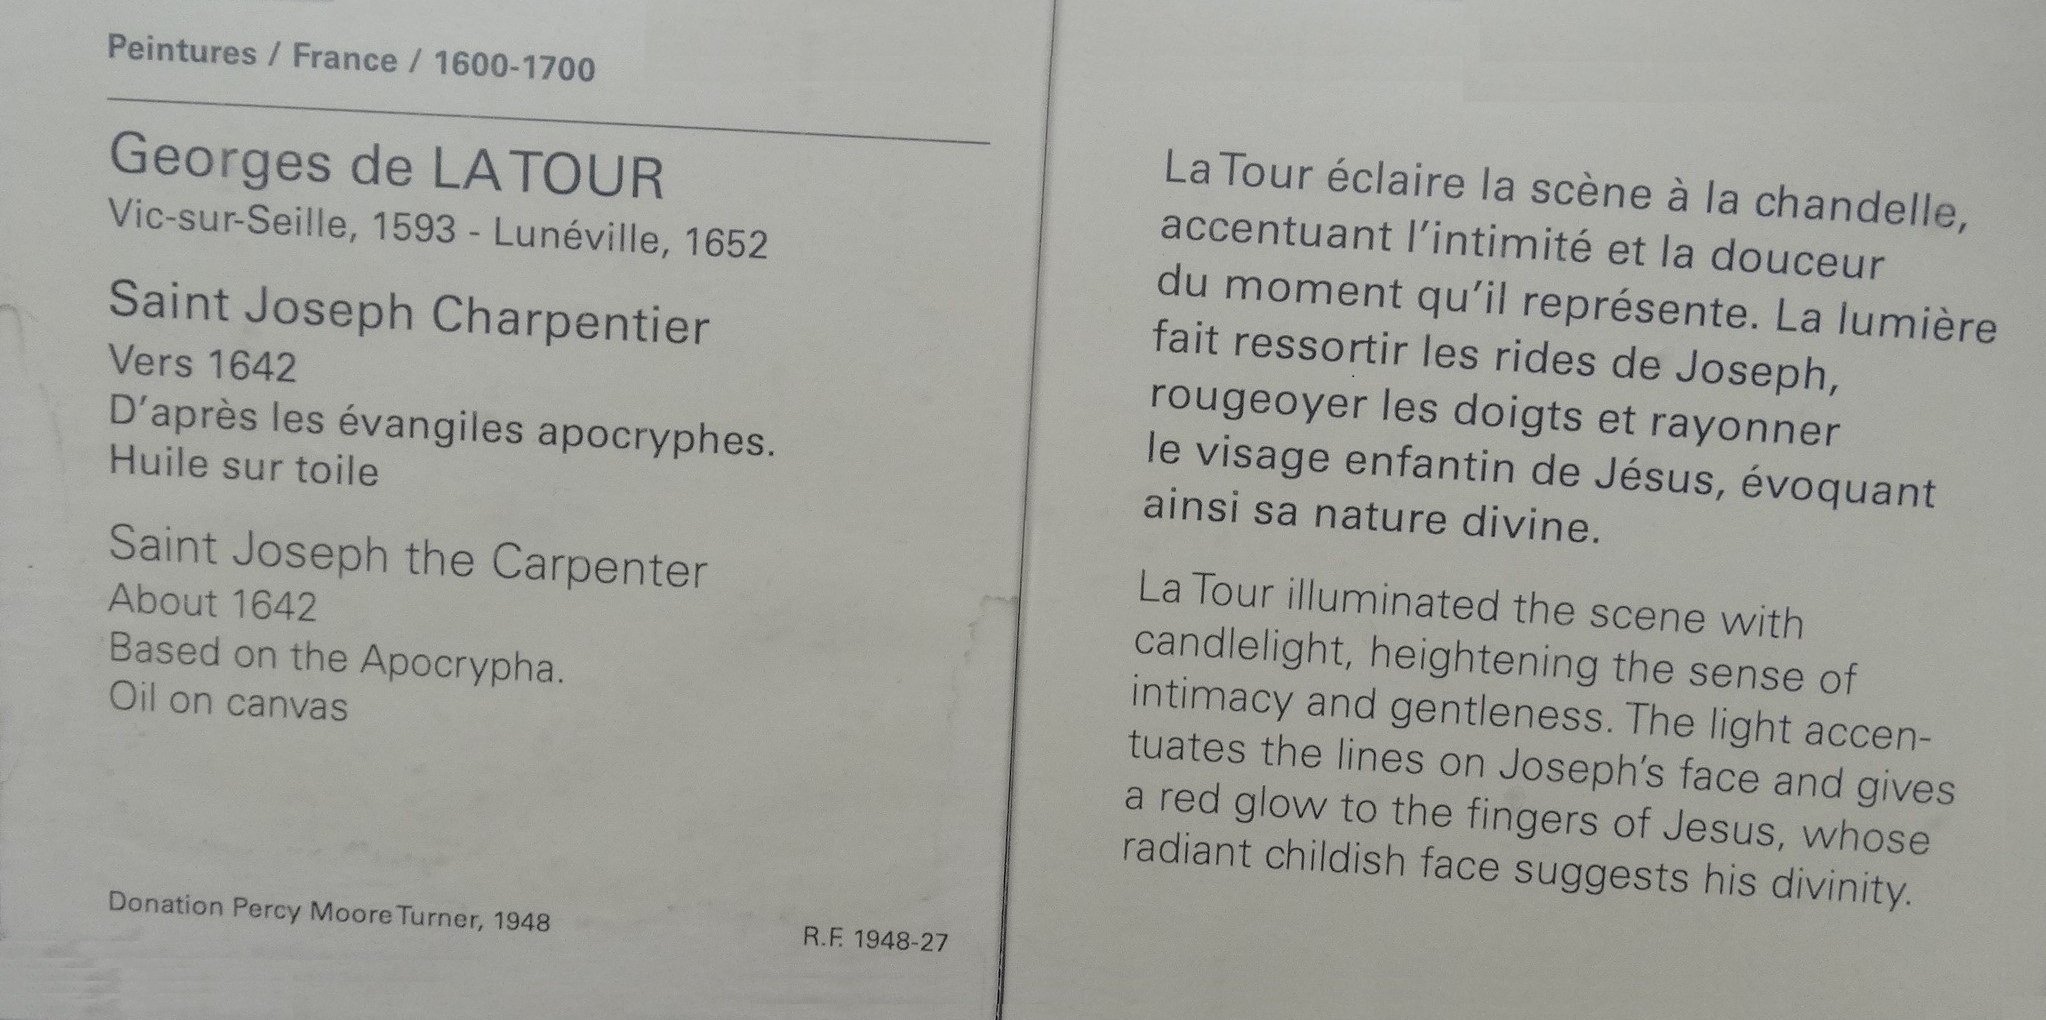 Peintures / France / 1600-1700
Georges de LA TOUR
Vic-sur-Seille, 1593 - Lunéville, 1652
Saint Joseph Charpentier
Vers 1642
D'après les évangiles apocryphes.
Huile sur toile
Saint Joseph the Carpenter
About 1642
Based on the Apocrypha.
Oil on canvas
Donation Percy Moore Turner, 1948
R.F. 1948-27
La Tour éclaire la scène à la chandelle,
accentuant l'intimité et la douceur
du moment qu'il représente. La lumière
fait ressortir les rides de Joseph,
rougeoyer les doigts et rayonner
le visage enfantin de Jésus, évoquant
ainsi sa nature divine.
La Tour illuminated the scene with
candlelight, heightening the sense of
intimacy and gentleness. The light accen-
tuates the lines on Joseph's face and gives
a red glow to the fingers of Jesus, whose
radiant childish face suggests his divinity.